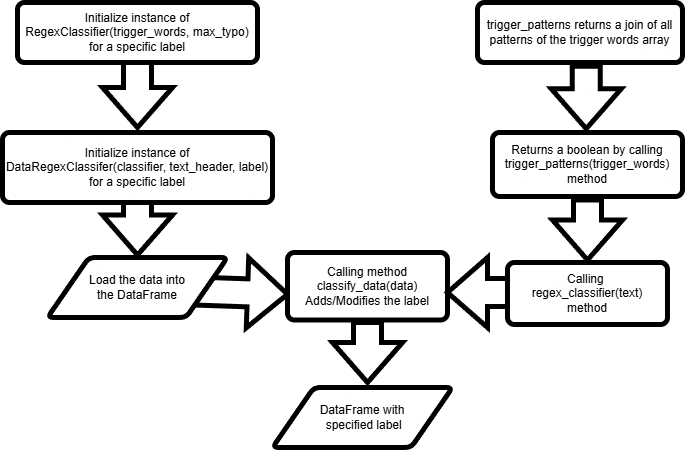 Initialize instance of
RegexClassifier(trigger_words, max_typo)
for a specific label
trigger_patterns returns a join of all
patterns of the trigger words array
Initialize instance of
DataRegexClassifer(classifier, text_header, label)
for a specific label
Returns a boolean by calling
trigger_patterns(trigger_words)
method
Load the data into
the DataFrame
Calling method
classify_data(data)
Adds/Modifies the label
Calling
regex_classifier(text)
method
DataFrame with
specified label